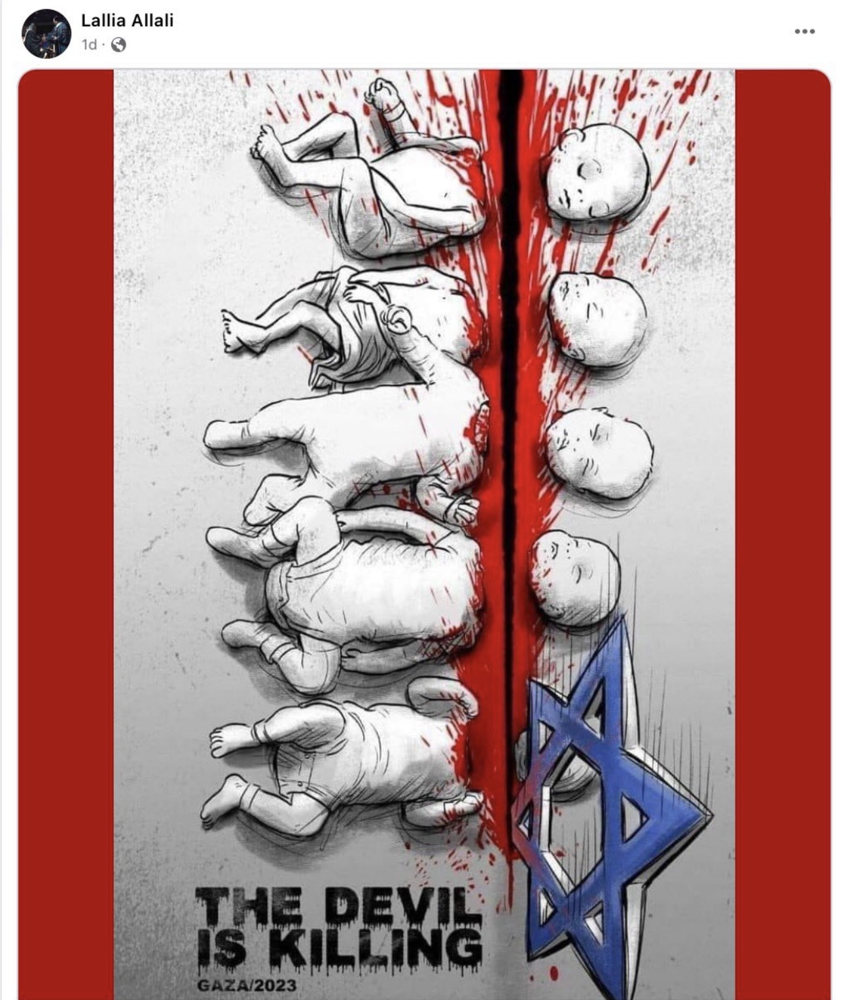 Lallia Allali
1d ·
THE DEVIL
IS KILLING
GAZA/2023